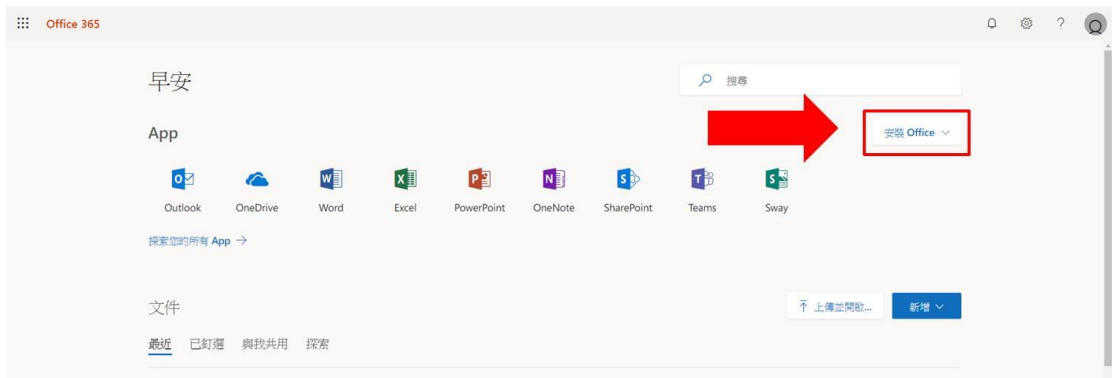 Office 365
?
早安
搜尋
App
安裝 Office
Outlook OneDrive Word Excel PowerPoint OneNote SharePoint Teams Sway
探索您的所有 App →
文件
上傳並開啟...
新增
最近 已釘選 與我共用 探索